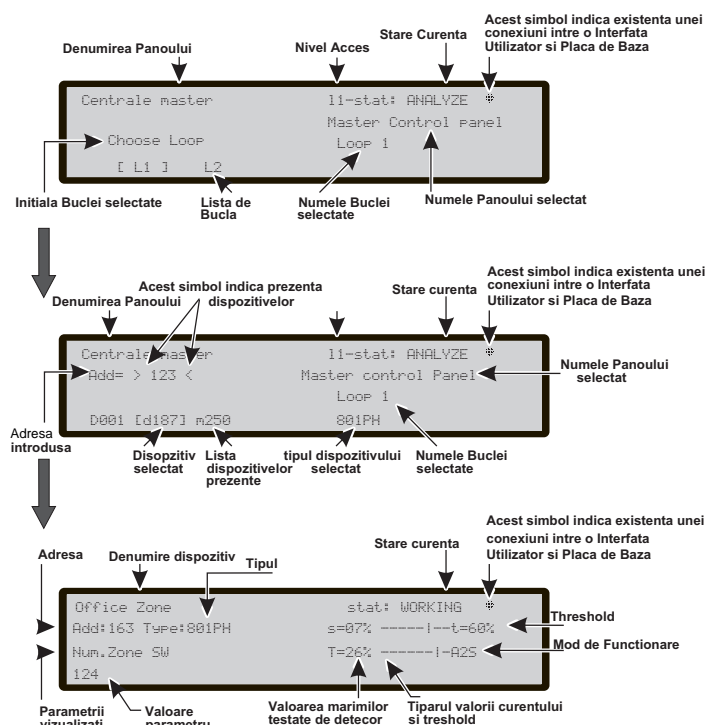 Acest simbol indica existenta unei
conexiuni intre o Interfata
Utilizator si Placa de Baza
Stare Curenta
Denumirea Panoului
Nivel Acces
Centrale master
l1-stat: ANALYZE
Master Control panel
Choose Loop
Loop 1
[ L1 ] L2
Initiala Buclei selectate
Lista de
Bucla
Numele Buclei
selectate
Numele Panoului selectat
Acest simbol indica existenta unei
conexiuni intre o Interfata
Utilizator si Placa de Baza
Acest simbol indica prezenta
dispozitivelor
Stare curenta
Denumirea Panoului
Centrale master
l1-stat: ANALYZE
Add= > 123 <
Master control Panel
Numele Panoului
selectat
Loop 1
D001 [d187] m250
801PH
Adresa
introdusa
Disopzitiv
selectat
Lista
dispozitivelor
prezente
tipul dispozitivului
selectat
Numele Buclei
selectate
Acest simbol indica existenta unei
conexiuni intre o Interfata
Utilizator si Placa de Baza
Stare curenta
Adresa
Denumire dispozitiv
Tipul
Office Zone
stat: WORKING
Add:163 Type:801PH
s=07% -----|--t=60%
Threshold
Num.Zone SW
T=26% ------|-A2S
Mod de Functionare
124
Parametrii
vizualizati
Valoare
parametru
Valoarea marimilor
testate de detector
Tiparul valorii curentului
si treshold